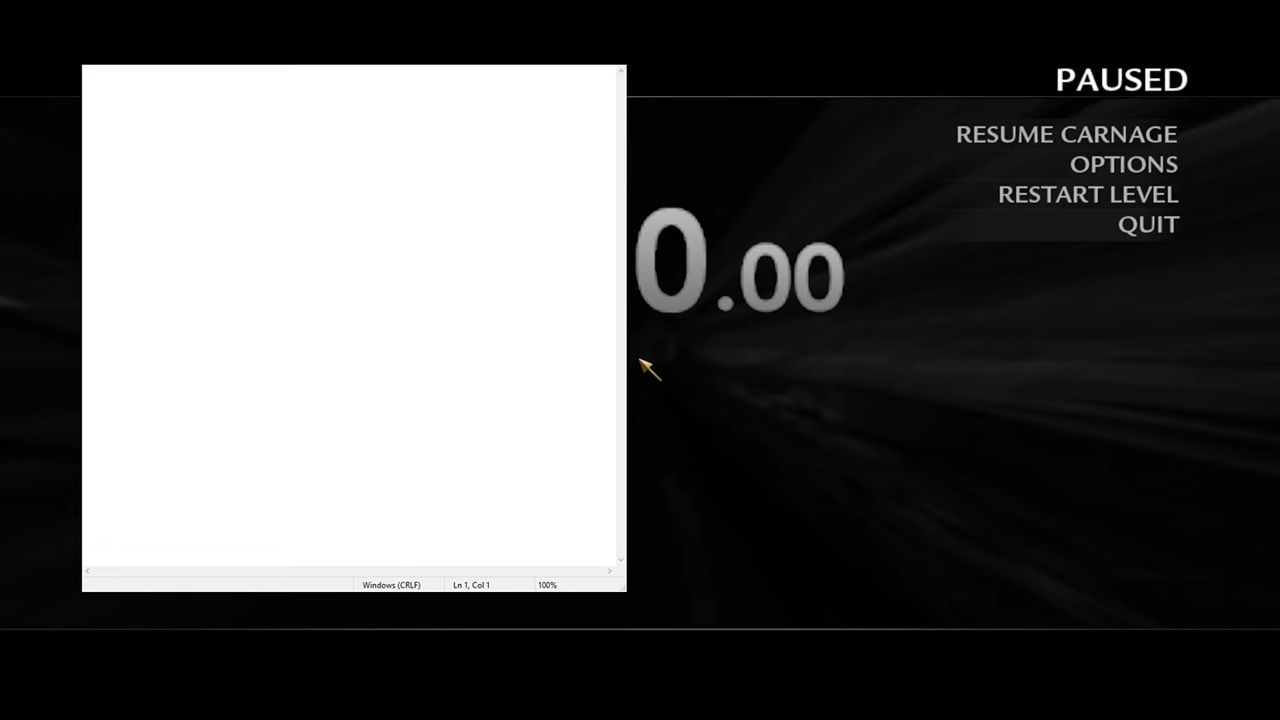 PAUSED
RESUME CARNAGE
OPTIONS
RESTART LEVEL
QUIT
0.00
Windows (CRLF) Ln 1, Col 1 100%